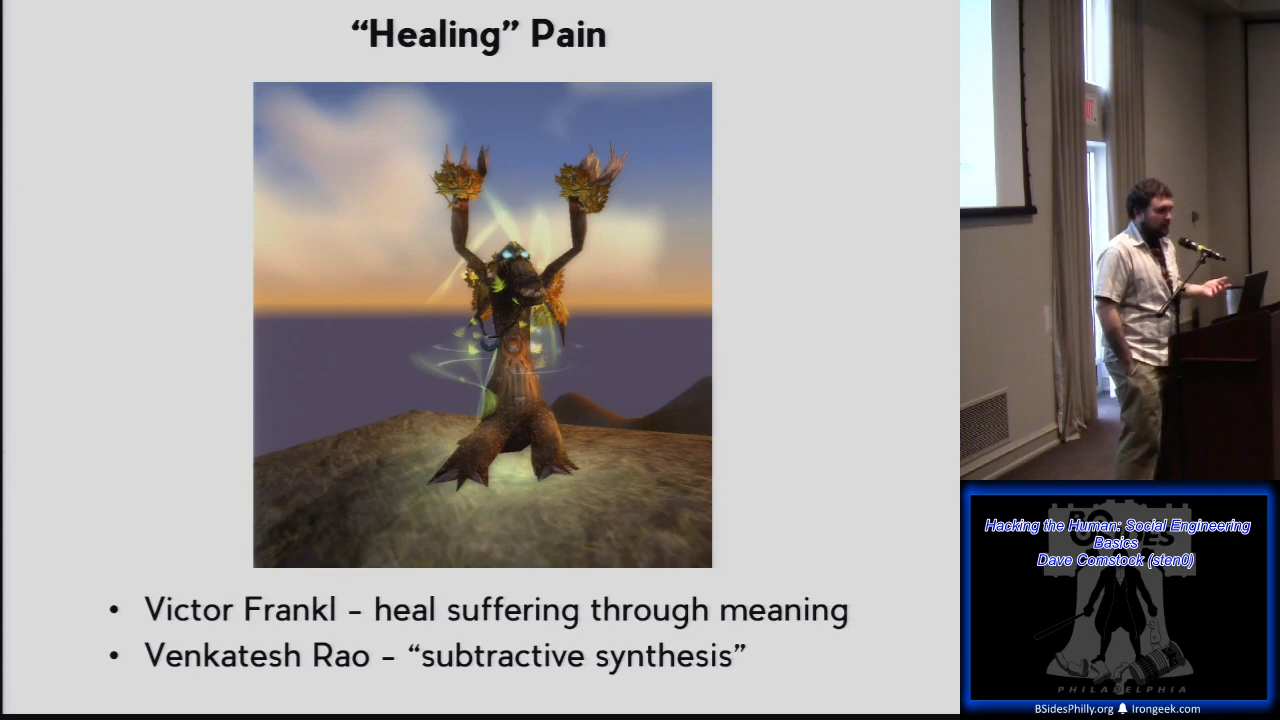 “Healing” Pain
• Victor Frankl – heal suffering through meaning
• Venkatesh Rao – “subtractive synthesis”
Hacking the Human: Social Engineering
Basics
Dave Comstock (sten0)
PHILADELPHIA
BSidesPhilly.org Irongeek.com